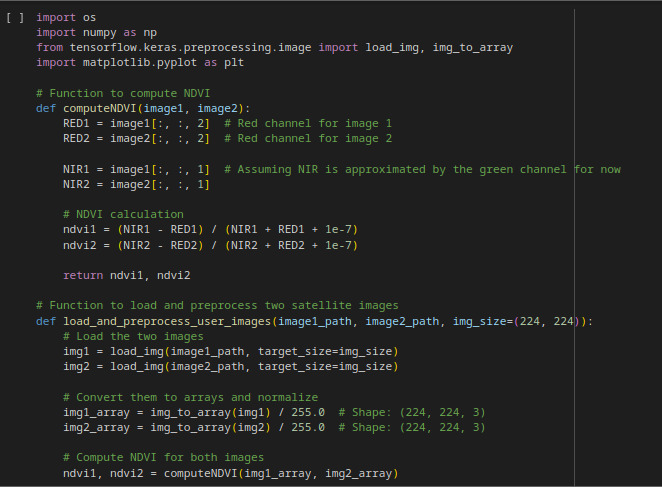 [ ] import os
import numpy as np
from tensorflow.keras.preprocessing.image import load_img, img_to_array
import matplotlib.pyplot as plt

# Function to compute NDVI
def computeNDVI(image1, image2):
    RED1 = image1[:, :, 2]  # Red channel for image 1
    RED2 = image2[:, :, 2]  # Red channel for image 2

    NIR1 = image1[:, :, 1]  # Assuming NIR is approximated by the green channel for now
    NIR2 = image2[:, :, 1]

    # NDVI calculation
    ndvi1 = (NIR1 - RED1) / (NIR1 + RED1 + 1e-7)
    ndvi2 = (NIR2 - RED2) / (NIR2 + RED2 + 1e-7)

    return ndvi1, ndvi2

# Function to load and preprocess two satellite images
def load_and_preprocess_user_images(image1_path, image2_path, img_size=(224, 224)):
    # Load the two images
    img1 = load_img(image1_path, target_size=img_size)
    img2 = load_img(image2_path, target_size=img_size)

    # Convert them to arrays and normalize
    img1_array = img_to_array(img1) / 255.0  # Shape: (224, 224, 3)
    img2_array = img_to_array(img2) / 255.0  # Shape: (224, 224, 3)

    # Compute NDVI for both images
    ndvi1, ndvi2 = computeNDVI(img1_array, img2_array)